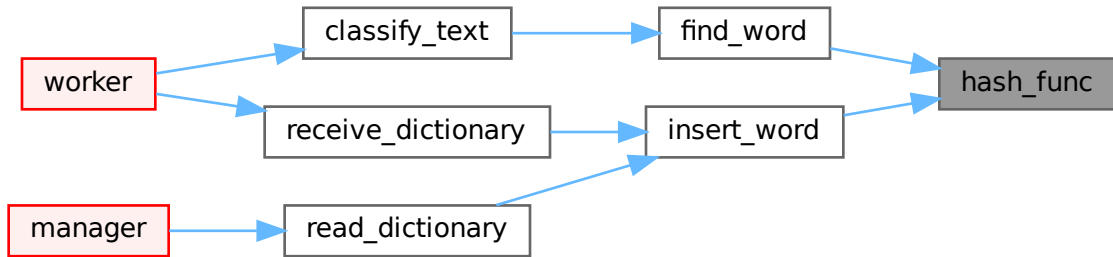 classify_text
find_word
worker
hash_func
receive_dictionary
insert_word
manager
read_dictionary